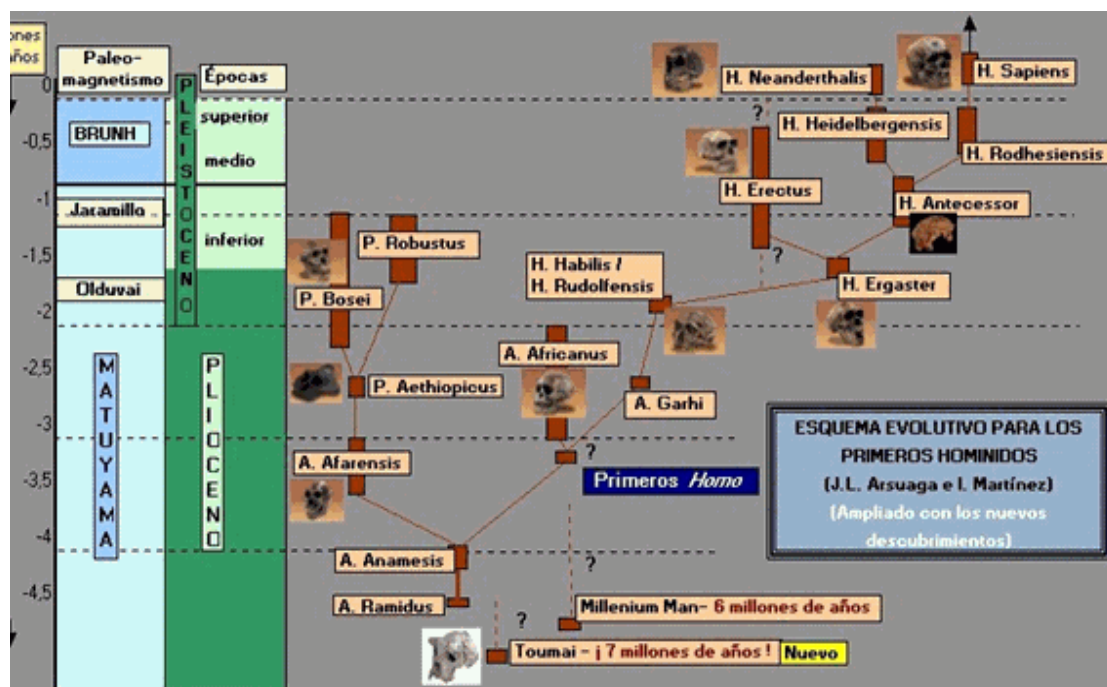 ones
años
Paleo-
magnetismo
Épocas
0
-0,5
-1
-1,5
-2
-2,5
-3
-3,5
-4
-4,5
BRUNH
Jaramillo
Olduvai
MATUYAMA
PLEISTOCENO
PLIOCENO
superior
medio
inferior
H. Neanderthalis
H. Sapiens
?
H. Heidelbergensis
H. Rodhesiensis
H. Erectus
H. Antecessor
?
P. Robustus
H. Habilis /
H. Rudolfensis
H. Ergaster
P. Bosei
A. Africanus
P. Aethiopicus
A. Garhi
?
A. Afarensis
Primeros Homo
ESQUEMA EVOLUTIVO PARA LOS
PRIMEROS HOMINIDOS
(J.L. Arsuaga e I. Martínez)
(Ampliado con los nuevos
descubrimientos)
A. Anamesis
?
A. Ramidus
Millenium Man- 6 millones de años
?
Toumai - ¡ 7 millones de años !
Nuevo